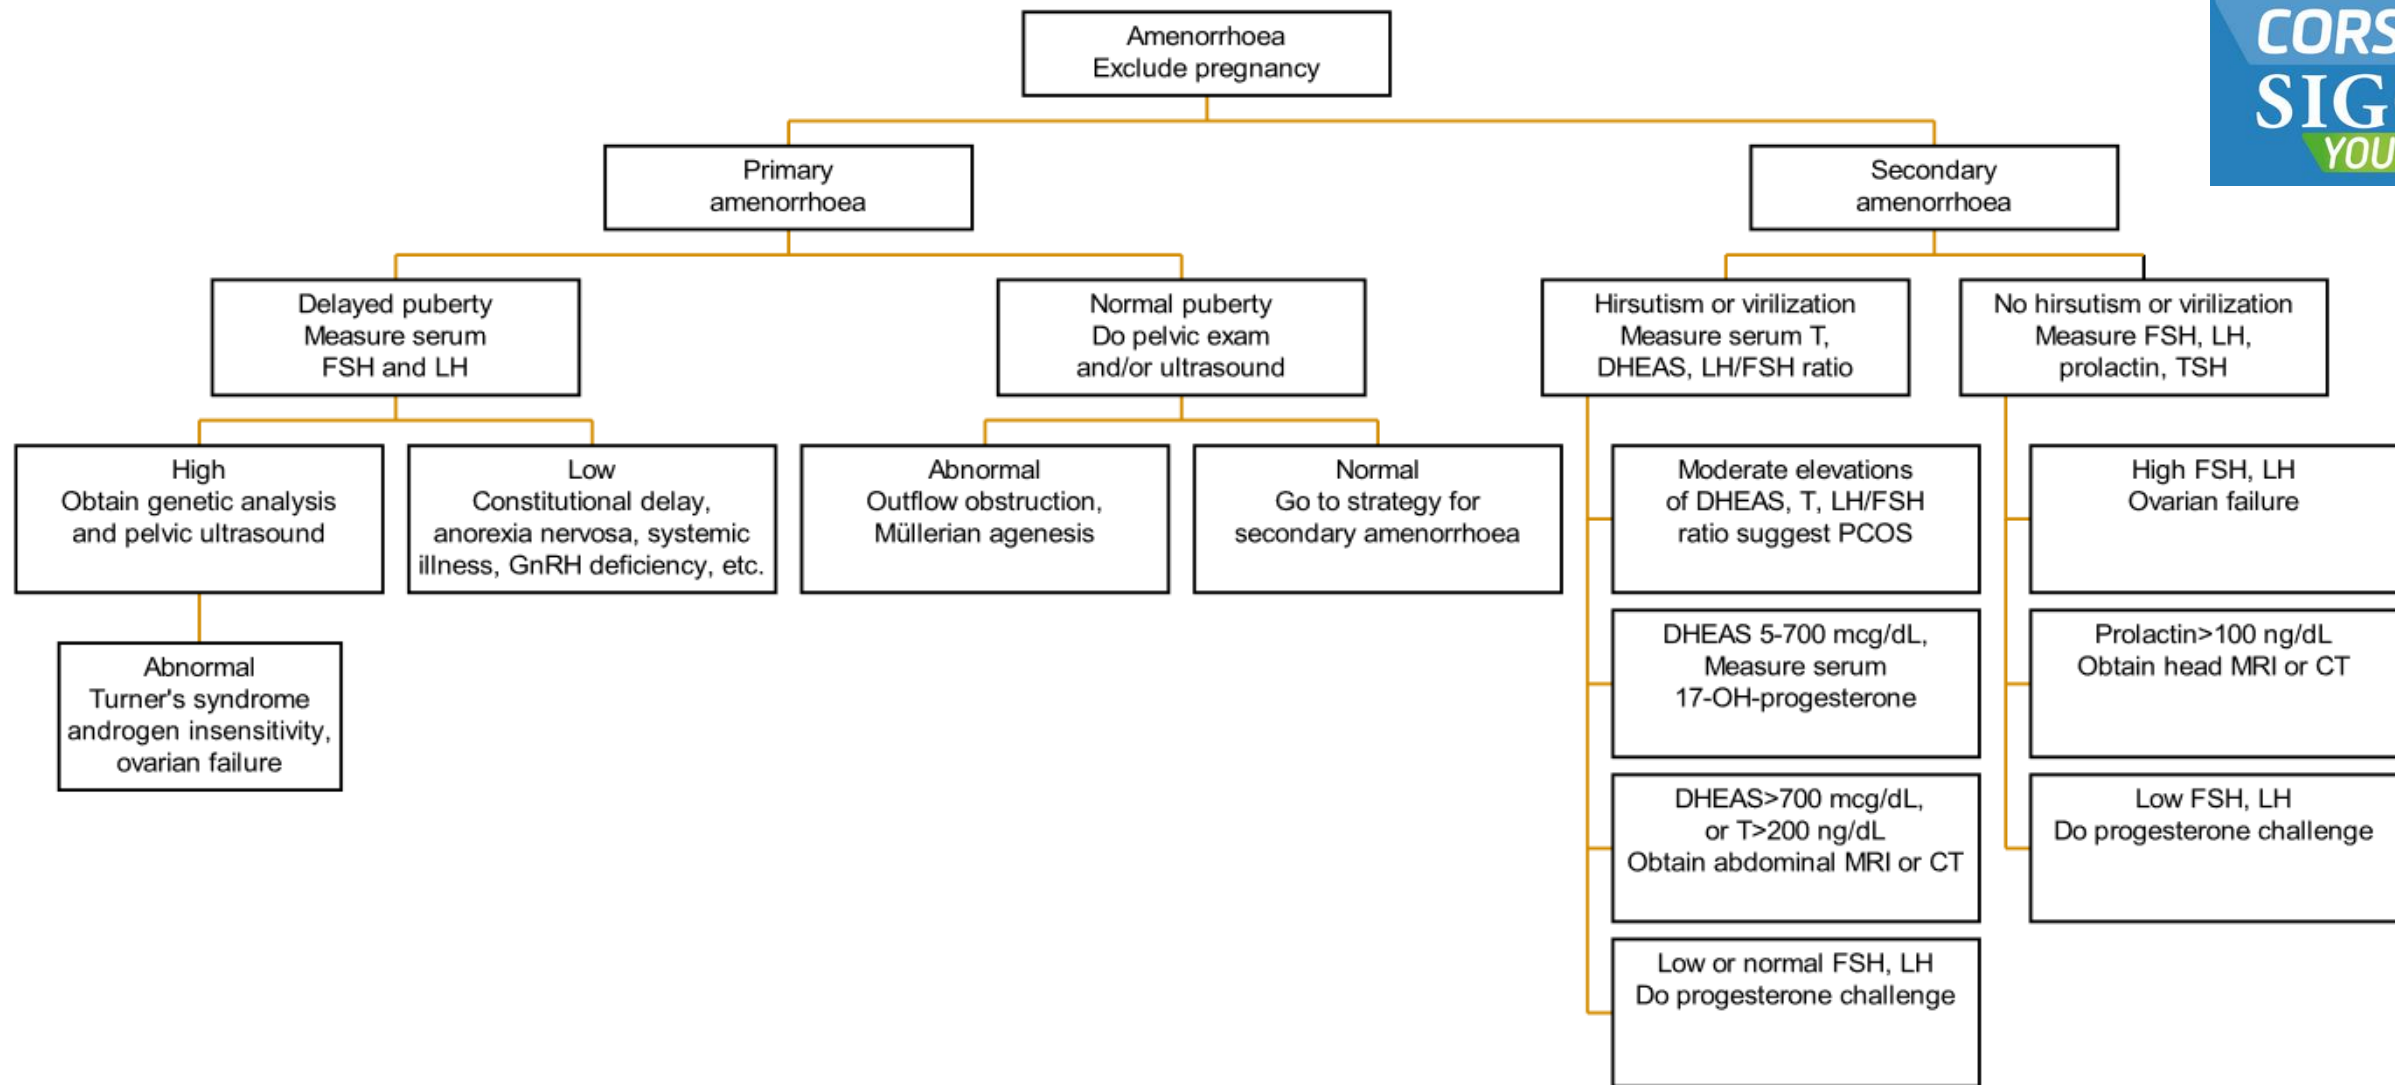 Amenorrhoea
Exclude pregnancy
CORS
SIG
YOU
Primary
amenorrhoea
Secondary
amenorrhoea
Delayed puberty
Measure serum
FSH and LH
Normal puberty
Do pelvic exam
and/or ultrasound
Hirsutism or virilization
Measure serum T,
DHEAS, LH/FSH ratio
No hirsutism or virilization
Measure FSH, LH,
prolactin, TSH
High
Obtain genetic analysis
and pelvic ultrasound
Low
Constitutional delay,
anorexia nervosa, systemic
illness, GnRH deficiency, etc.
Abnormal
Outflow obstruction,
Müllerian agenesis
Normal
Go to strategy for
secondary amenorrhoea
Moderate elevations
of DHEAS, T, LH/FSH
ratio suggest PCOS
High FSH, LH
Ovarian failure
Abnormal
Turner's syndrome
androgen insensitivity,
ovarian failure
DHEAS 5-700 mcg/dL,
Measure serum
17-OH-progesterone
Prolactin>100 ng/dL
Obtain head MRI or CT
DHEAS>700 mcg/dL,
or T>200 ng/dL
Obtain abdominal MRI or CT
Low FSH, LH
Do progesterone challenge
Low or normal FSH, LH
Do progesterone challenge